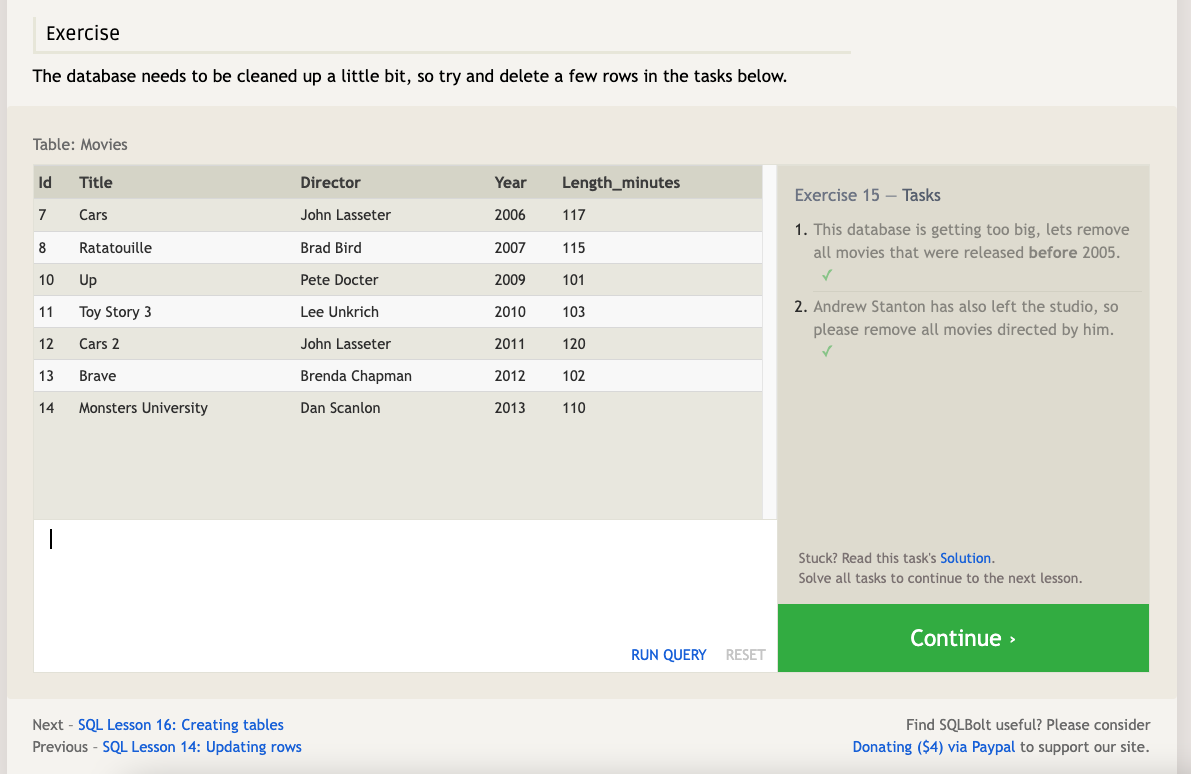 Exercise
The database needs to be cleaned up a little bit, so try and delete a few rows in the tasks below.
Table: Movies
Id Title Director Year Length_minutes
7 Cars John Lasseter 2006 117
8 Ratatouille Brad Bird 2007 115
10 Up Pete Docter 2009 101
11 Toy Story 3 Lee Unkrich 2010 103
12 Cars 2 John Lasseter 2011 120
13 Brave Brenda Chapman 2012 102
14 Monsters University Dan Scanlon 2013 110
RUN QUERY RESET
Exercise 15 — Tasks
1. This database is getting too big, lets remove
all movies that were released before 2005.
✓
2. Andrew Stanton has also left the studio, so
please remove all movies directed by him.
✓
Stuck? Read this task's Solution.
Solve all tasks to continue to the next lesson.
Continue ›
Next – SQL Lesson 16: Creating tables
Previous – SQL Lesson 14: Updating rows
Find SQLBolt useful? Please consider
Donating ($4) via Paypal to support our site.